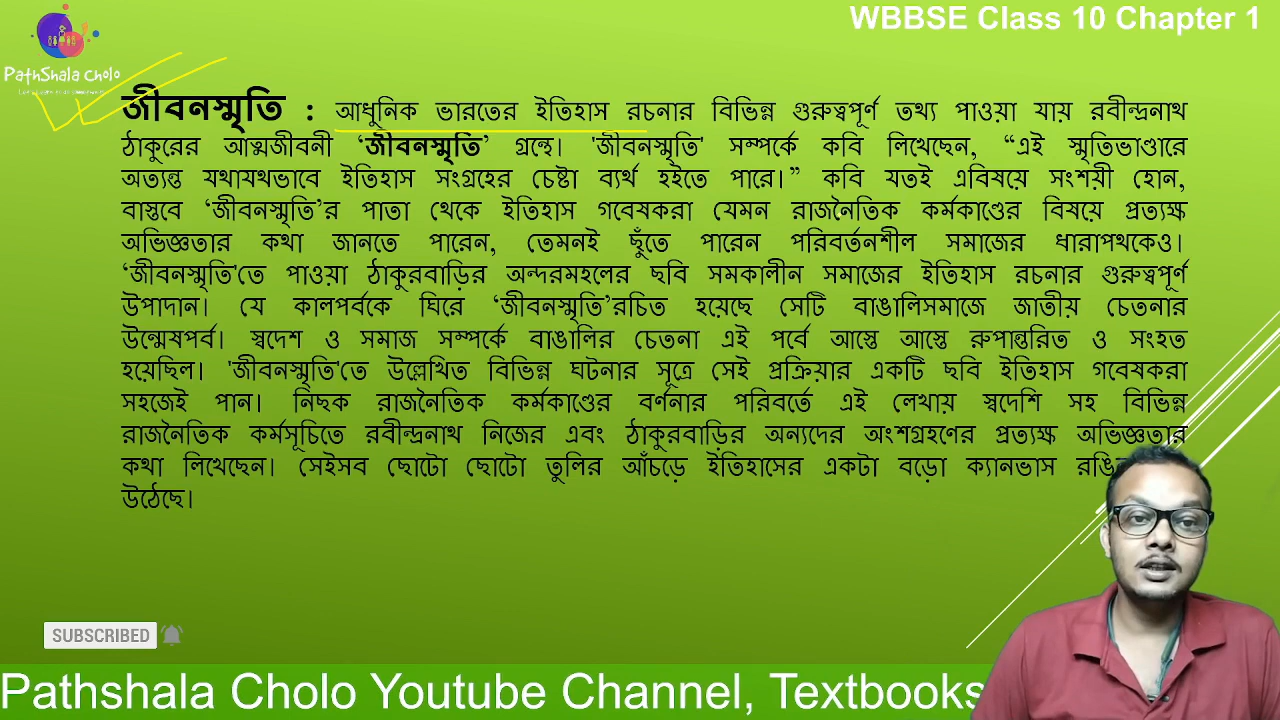 WBBSE Class 10 Chapter 1
PathShala Cholo
জীবনস্মৃতি : আধুনিক ভারতের ইতিহাস রচনার বিভিন্ন গুরুত্বপূর্ণ তথ্য পাওয়া যায় রবীন্দ্রনাথ
ঠাকুরের আত্মজীবনী ‘জীবনস্মৃতি’ গ্রন্থে। 'জীবনস্মৃতি' সম্পর্কে কবি লিখেছেন, “এই স্মৃতিভাণ্ডারে
অত্যন্ত যথাযথভাবে ইতিহাস সংগ্রহের চেষ্টা ব্যর্থ হইতে পারে।” কবি যতই এবিষয়ে সংশয়ী হোন,
বাস্তবে ‘জীবনস্মৃতি’র পাতা থেকে ইতিহাস গবেষকরা যেমন রাজনৈতিক কর্মকাণ্ডের বিষয়ে প্রত্যক্ষ
অভিজ্ঞতার কথা জানতে পারেন, তেমনই ছুঁতে পারেন পরিবর্তনশীল সমাজের ধারাপথকেও।
‘জীবনস্মৃতি'তে পাওয়া ঠাকুরবাড়ির অন্দরমহলের ছবি সমকালীন সমাজের ইতিহাস রচনার গুরুত্বপূর্ণ
উপাদান। যে কালপর্বকে ঘিরে ‘জীবনস্মৃতি’রচিত হয়েছে সেটি বাঙালিসমাজে জাতীয় চেতনার
উন্মেষপর্ব। স্বদেশ ও সমাজ সম্পর্কে বাঙালির চেতনা এই পর্বে আস্তে আস্তে রুপান্তরিত ও সংহত
হয়েছিল। 'জীবনস্মৃতি'তে উল্লেখিত বিভিন্ন ঘটনার সূত্রে সেই প্রক্রিয়ার একটি ছবি ইতিহাস গবেষকরা
সহজেই পান। নিছক রাজনৈতিক কর্মকাণ্ডের বর্ণনার পরিবর্তে এই লেখায় স্বদেশি সহ বিভিন্ন
রাজনৈতিক কর্মসূচিতে রবীন্দ্রনাথ নিজের এবং ঠাকুরবাড়ির অন্যদের অংশগ্রহণের প্রত্যক্ষ অভিজ্ঞতার
কথা লিখেছেন। সেইসব ছোটো ছোটো তুলির আঁচড়ে ইতিহাসের একটা বড়ো ক্যানভাস
উঠেছে।
SUBSCRIBED
Pathshala Cholo Youtube Channel, Textbooks